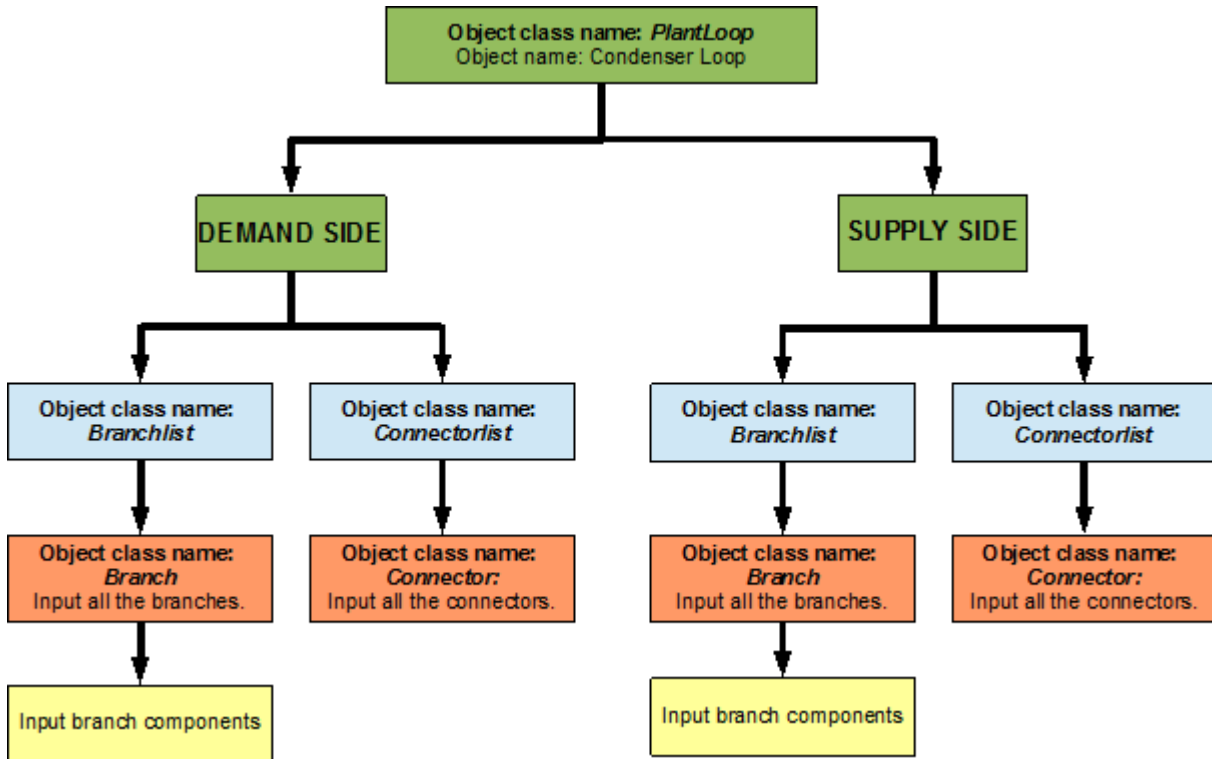 Object class name: PlantLoop
Object name: Condenser Loop
DEMAND SIDE
SUPPLY SIDE
Object class name:
Branchlist
Object class name:
Connectorlist
Object class name:
Branchlist
Object class name:
Connectorlist
Object class name:
Branch
Input all the branches.
Object class name:
Connector:
Input all the connectors.
Object class name:
Branch
Input all the branches.
Object class name:
Connector:
Input all the connectors.
Input branch components
Input branch components